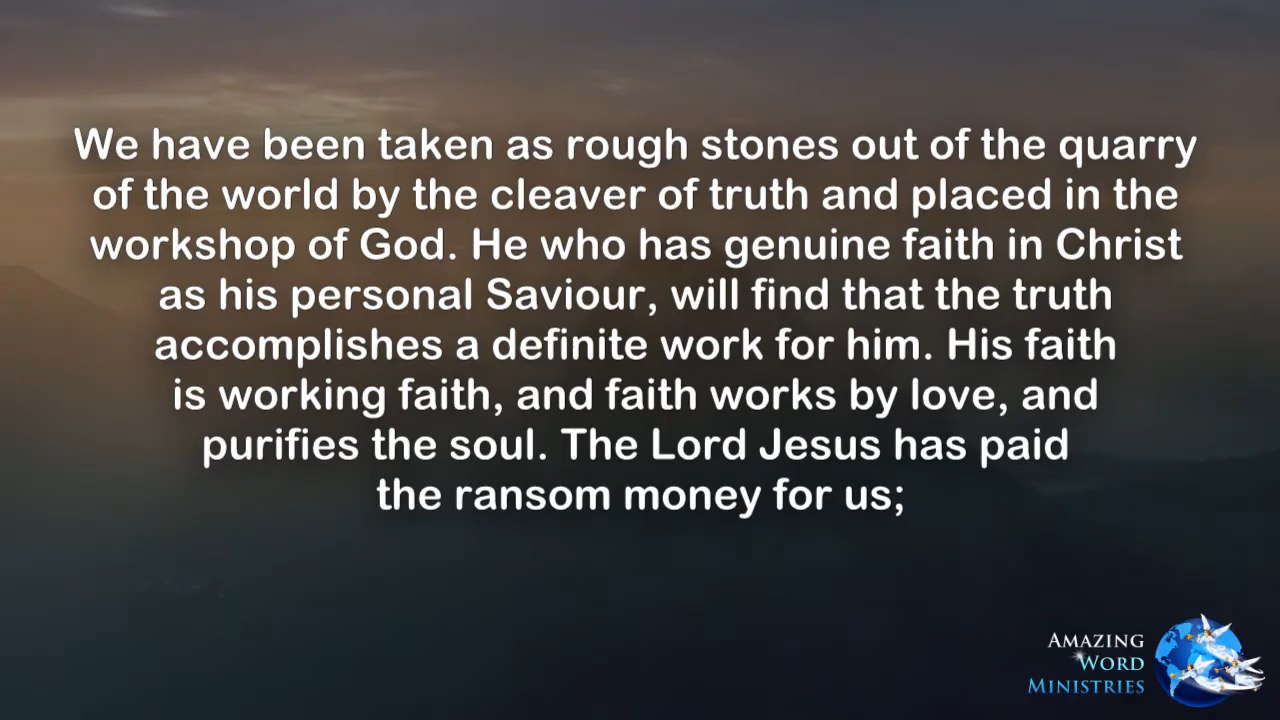 We have been taken as rough stones out of the quarry
of the world by the cleaver of truth and placed in the
workshop of God. He who has genuine faith in Christ
as his personal Saviour, will find that the truth
accomplishes a definite work for him. His faith
is working faith, and faith works by love, and
purifies the soul. The Lord Jesus has paid
the ransom money for us;
Amazing
Word
Ministries